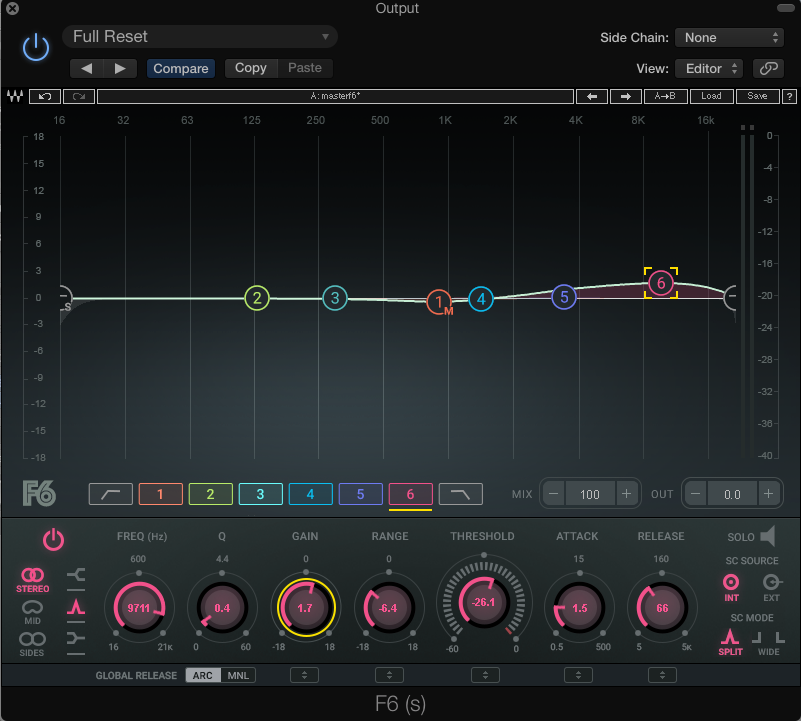 Output
Full Reset
Side Chain: None
Compare Copy Paste
View: Editor
A: masterf6* A→B Load Save ?
16 32 63 125 250 500 1K 2K 4K 8K 16k
18 0
15 -4
12 -8
9 -12
6
3 -16
0 S 2 3 1 M 4 5 6 -20
-3 -24
-6 -28
-9 -32
-12
-15 -36
-18 -40
F6 1 2 3 4 5 6 MIX 100 OUT 0.0
FREQ (Hz) Q GAIN RANGE THRESHOLD ATTACK RELEASE SOLO
600 4.4 0 0 15 160 SC SOURCE
STEREO 9711 0.4 1.7 -6.4 -26.1 1.5 66 INT EXT
MID SC MODE
SIDES 16 21K 0 60 -18 18 -18 18 -60 0 0.5 500 5 5K SPLIT WIDE
GLOBAL RELEASE ARC MNL
F6 (s)